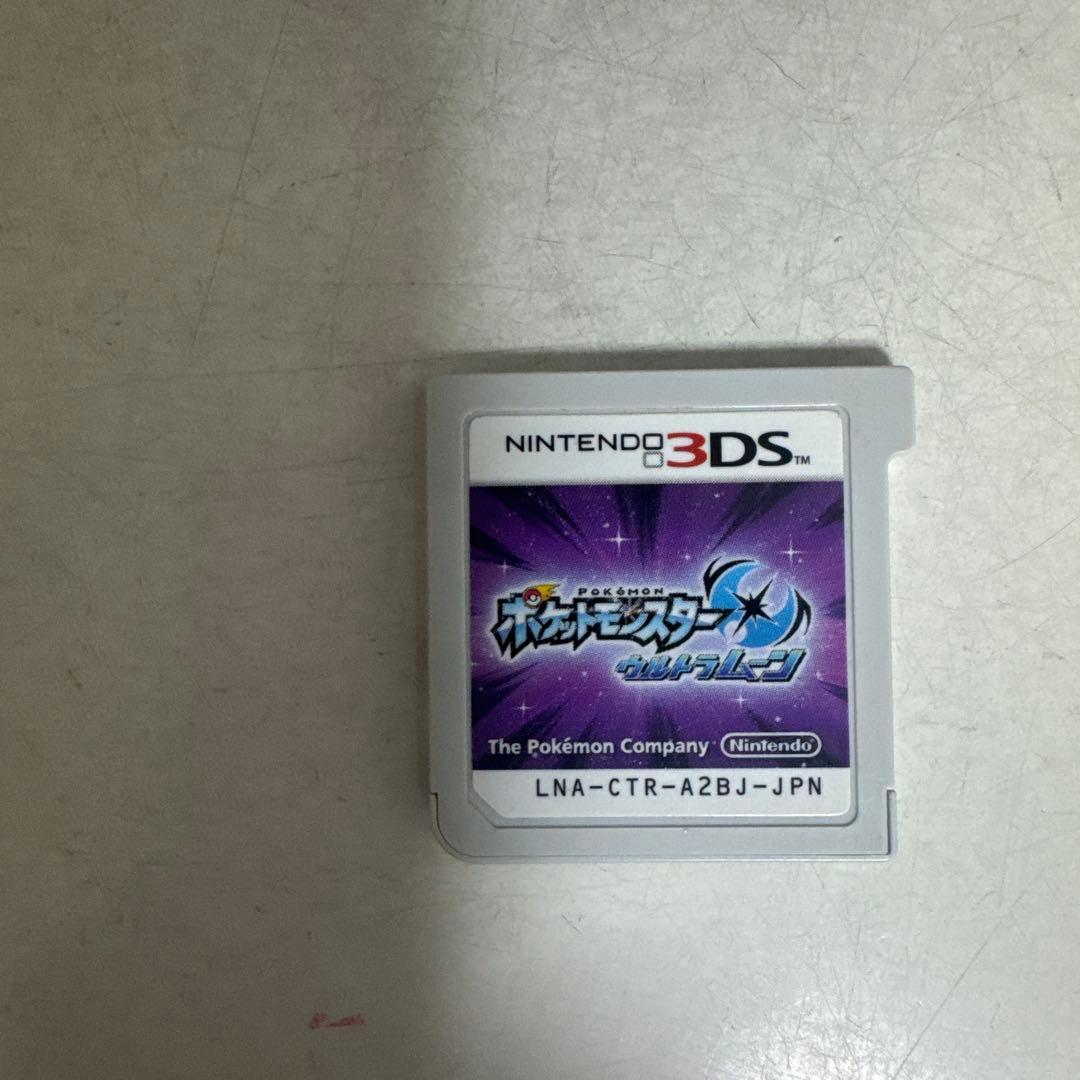 NINTENDO 3DS™
POKéMON
ポケットモンスター
ウルトラムーン
The Pokémon Company Nintendo®
LNA-CTR-A2BJ-JPN